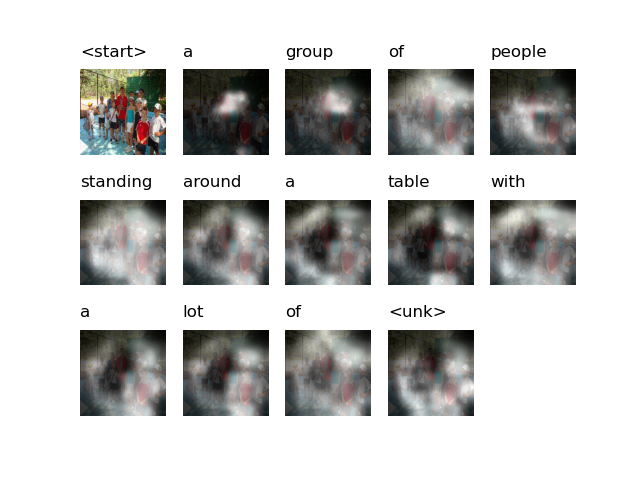 <start> a group of people
standing around a table with
a lot of <unk>